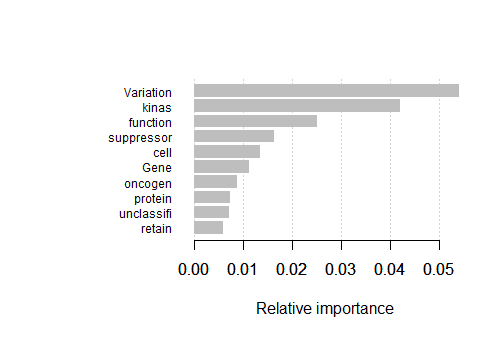 Variation
kinas
function
suppressor
cell
Gene
oncogen
protein
unclassifi
retain
0.00 0.01 0.02 0.03 0.04 0.05
Relative importance